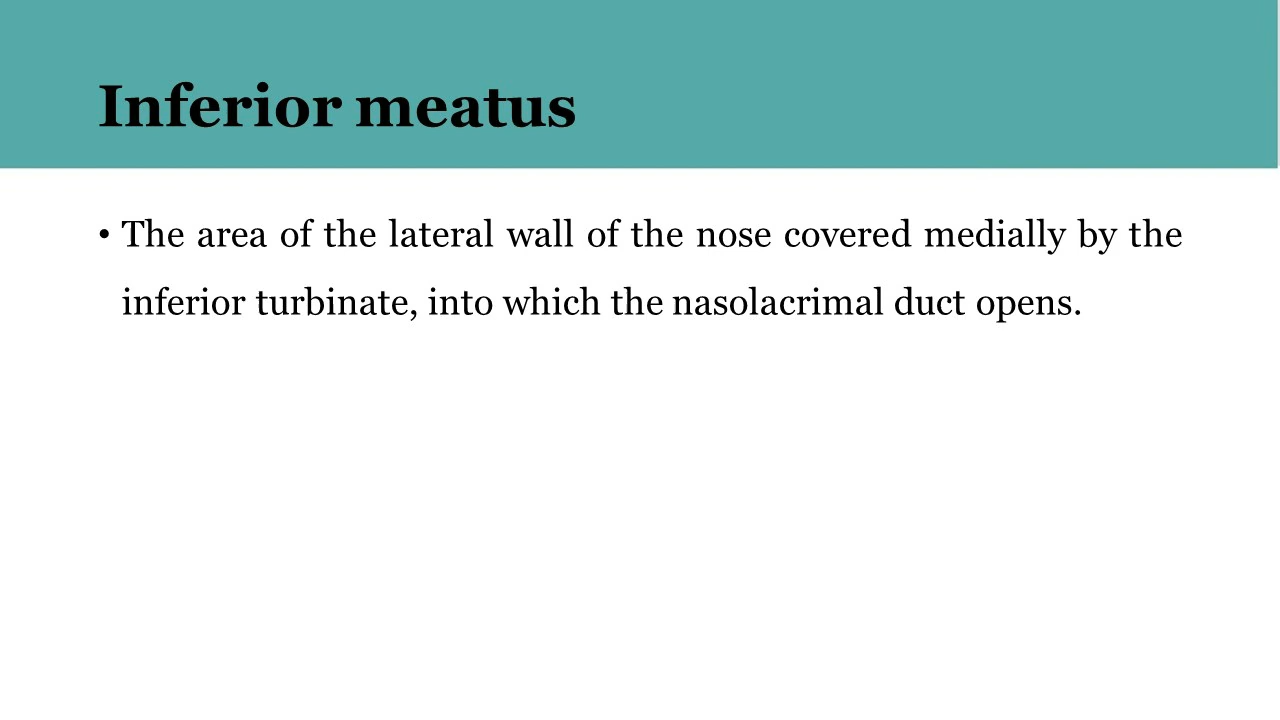 Inferior meatus
• The area of the lateral wall of the nose covered medially by the
inferior turbinate, into which the nasolacrimal duct opens.